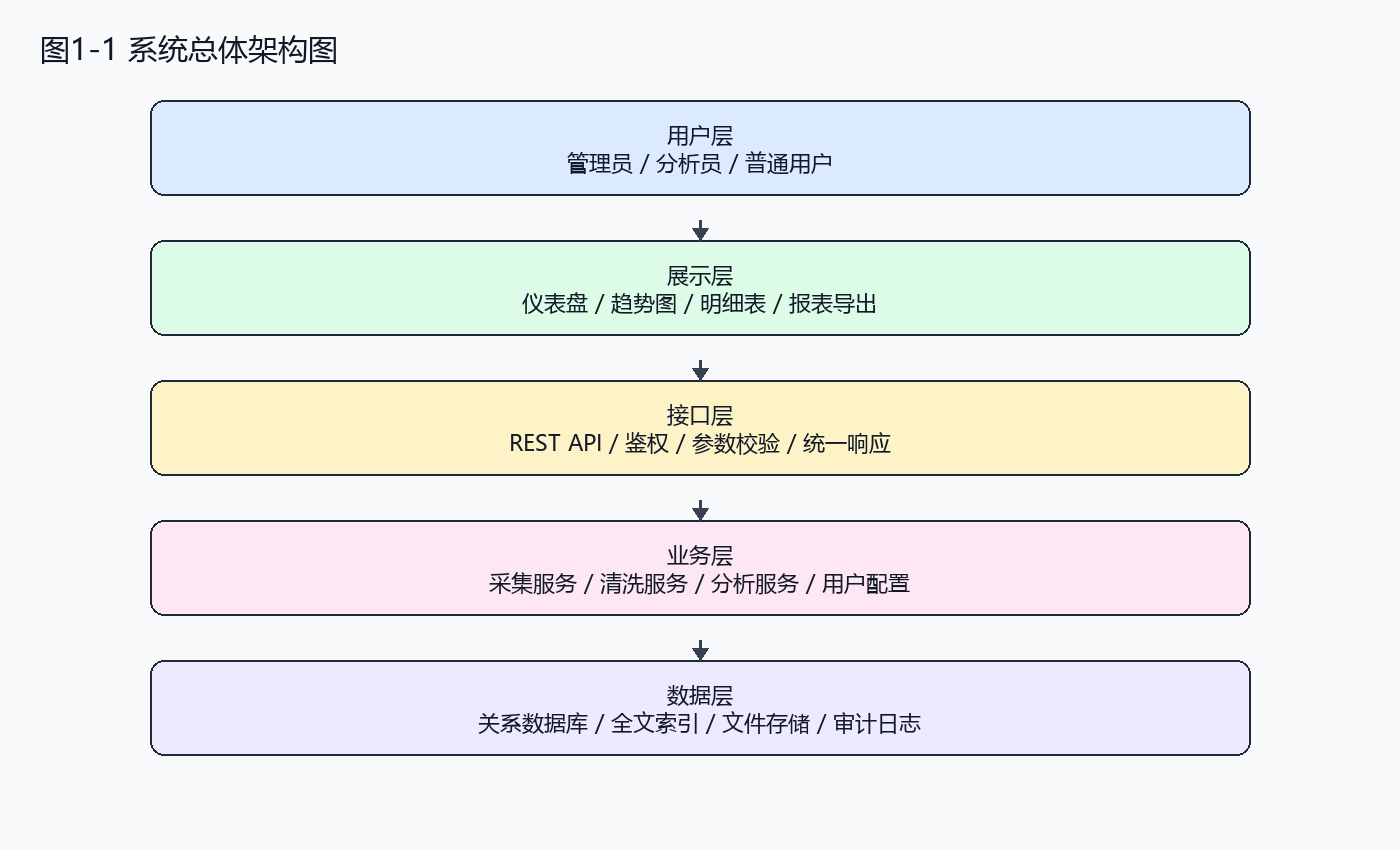 图1-1 系统总体架构图
用户层
管理员 / 分析员 / 普通用户
展示层
仪表盘 / 趋势图 / 明细表 / 报表导出
接口层
REST API / 鉴权 / 参数校验 / 统一响应
业务层
采集服务 / 清洗服务 / 分析服务 / 用户配置
数据层
关系数据库 / 全文索引 / 文件存储 / 审计日志